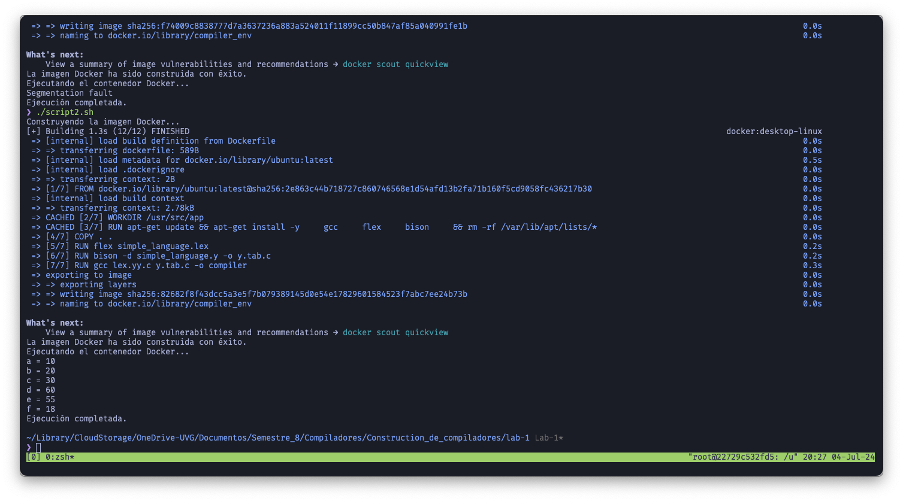 => => writing image sha256:f74009c8838777d7a3637236a883a524011f11899cc50b847af85a040991fe1b 0.0s
=> => naming to docker.io/library/compiler_env 0.0s
What's next:
View a summary of image vulnerabilities and recommendations → docker scout quickview
La imagen Docker ha sido construida con éxito.
Ejecutando el contenedor Docker...
Segmentation fault
Ejecución completada.
❯ ./script2.sh
Construyendo la imagen Docker...
[+] Building 1.3s (12/12) FINISHED docker:desktop-linux
=> [internal] load build definition from Dockerfile 0.0s
=> => transferring dockerfile: 589B 0.0s
=> [internal] load metadata for docker.io/library/ubuntu:latest 0.5s
=> [internal] load .dockerignore 0.0s
=> => transferring context: 2B 0.0s
=> [1/7] FROM docker.io/library/ubuntu:latest@sha256:2e863c44b718727c860746568e1d54afd13b2fa71b160f5cd9058fc436217b30 0.0s
=> [internal] load build context 0.0s
=> => transferring context: 2.78kB 0.0s
=> CACHED [2/7] WORKDIR /usr/src/app 0.0s
=> CACHED [3/7] RUN apt-get update && apt-get install -y gcc flex bison && rm -rf /var/lib/apt/lists/* 0.0s
=> [4/7] COPY . . 0.0s
=> [5/7] RUN flex simple_language.lex 0.2s
=> [6/7] RUN bison -d simple_language.y -o y.tab.c 0.2s
=> [7/7] RUN gcc lex.yy.c y.tab.c -o compiler 0.3s
=> exporting to image 0.0s
=> => exporting layers 0.0s
=> => writing image sha256:82682f8f43dcc5a3e5f7b079389145d0e54e17829601584523f7abc7ee24b73b 0.0s
=> => naming to docker.io/library/compiler_env 0.0s
What's next:
View a summary of image vulnerabilities and recommendations → docker scout quickview
La imagen Docker ha sido construida con éxito.
Ejecutando el contenedor Docker...
a = 10
b = 20
c = 30
d = 60
e = 55
f = 18
Ejecución completada.
~/Library/CloudStorage/OneDrive-UVG/Documentos/Semestre_8/Compiladores/Construction_de_compiladores/lab-1 Lab-1*
❯
[0] 0:zsh* "root@22729c532fd5: /u" 20:27 04-Jul-24